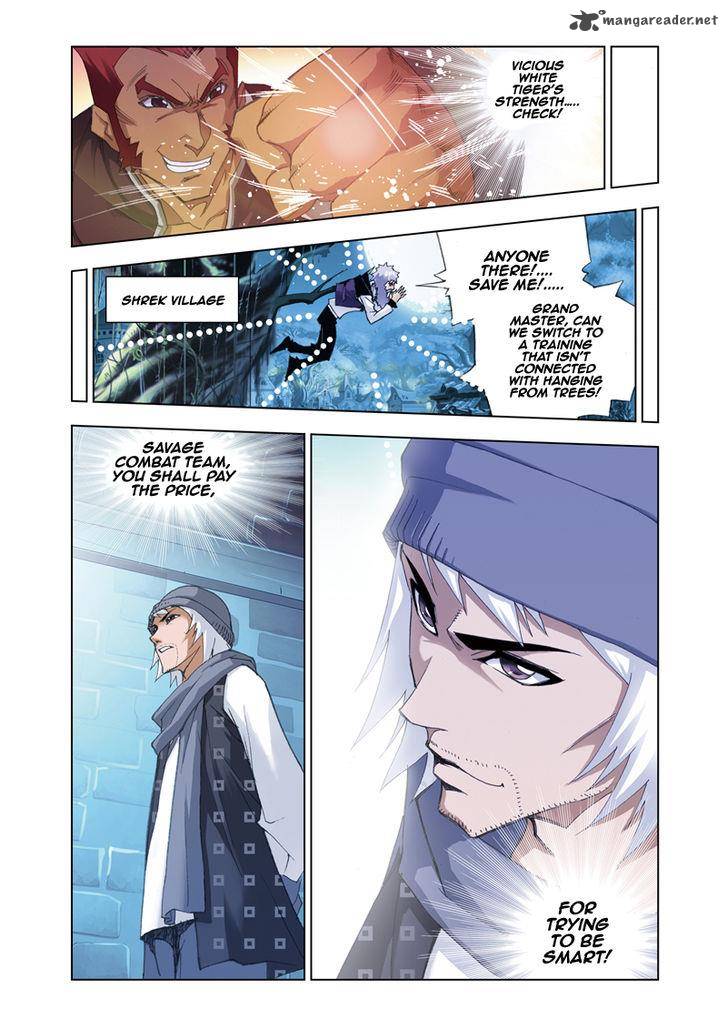 mangareader.net
VICIOUS
WHITE
TIGER'S
STRENGTH.....
CHECK!
SHREK VILLAGE
ANYONE
THERE!....
SAVE ME!.....
GRAND
MASTER, CAN
WE SWITCH TO
A TRAINING
THAT ISN'T
CONNECTED
WITH HANGING
FROM TREES!
SAVAGE
COMBAT TEAM,
YOU SHALL PAY
THE PRICE,
FOR
TRYING
TO BE
SMART!